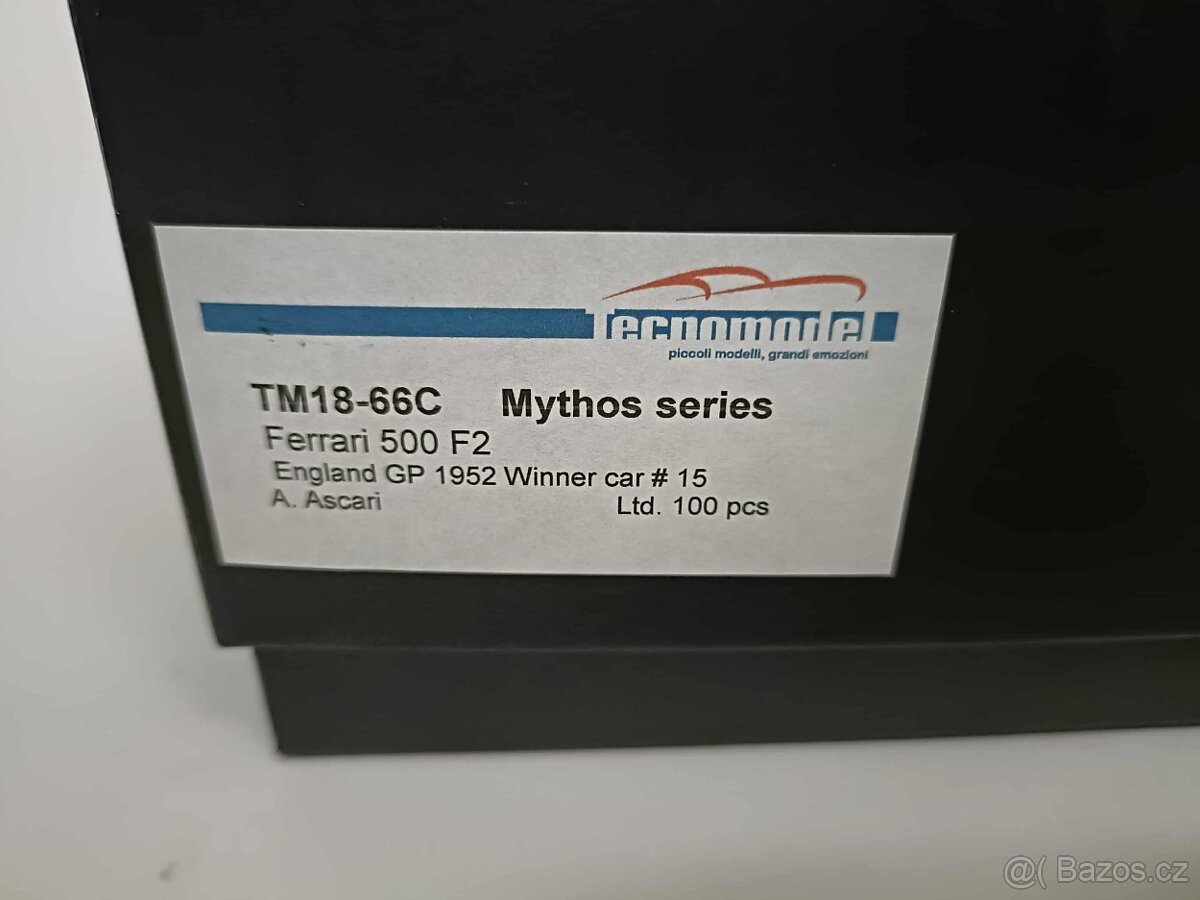 Tecnomodel
piccoli modelli, grandi emozioni
TM18-66C Mythos series
Ferrari 500 F2
England GP 1952 Winner car # 15
A. Ascari Ltd. 100 pcs
@( Bazos.cz